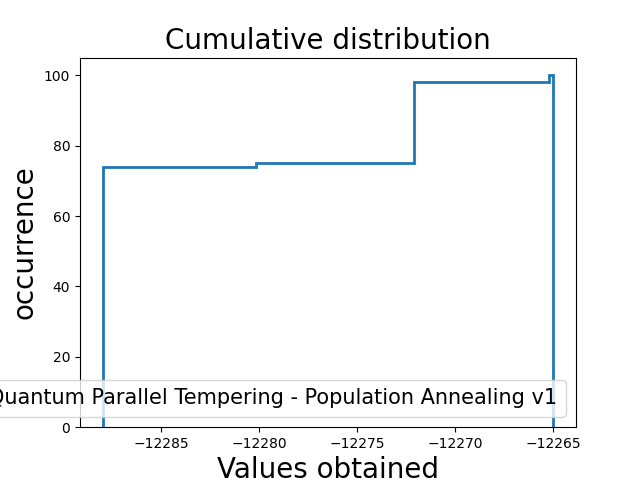 Cumulative distribution
100
80
60
40
20
0
occurrence
Quantum Parallel Tempering - Population Annealing v1
−12285 −12280 −12275 −12270 −12265
Values obtained